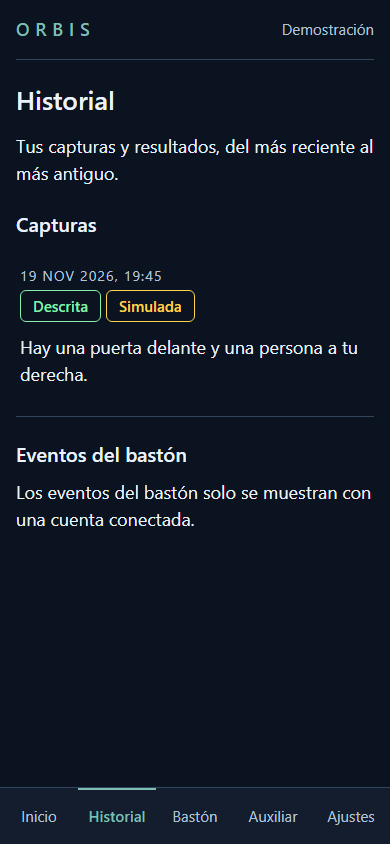 ORBIS
Demostración
Historial
Tus capturas y resultados, del más reciente al
más antiguo.
Capturas
19 NOV 2026, 19:45
Descrita
Simulada
Hay una puerta delante y una persona a tu
derecha.
Eventos del bastón
Los eventos del bastón solo se muestran con
una cuenta conectada.
Inicio
Historial
Bastón
Auxiliar
Ajustes